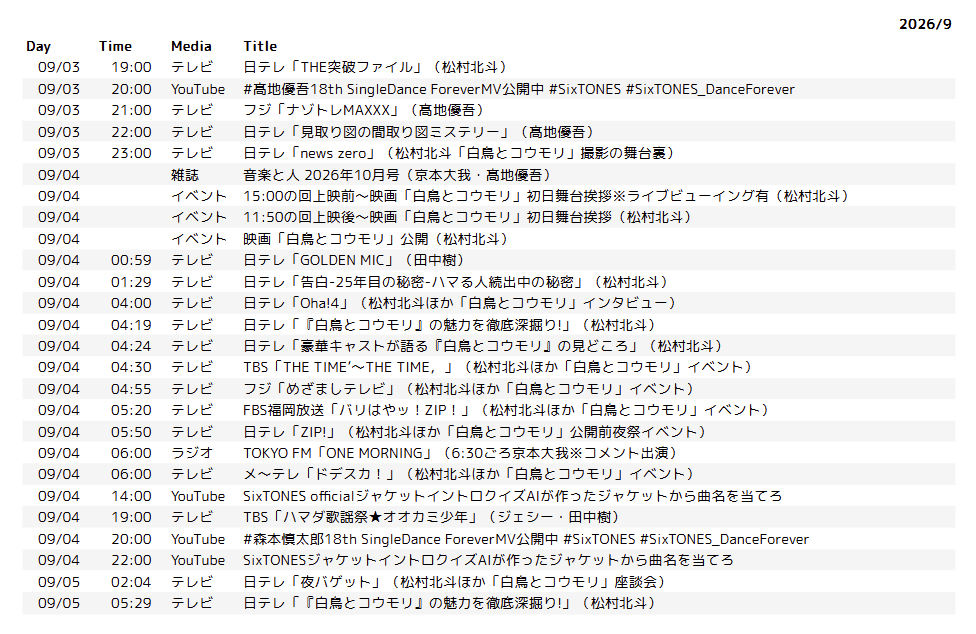 2026/9
Day Time Media Title
09/03 19:00 テレビ 日テレ「THE突破ファイル」（松村北斗）
09/03 20:00 YouTube #髙地優吾18th SingleDance ForeverMV公開中 #SixTONES #SixTONES_DanceForever
09/03 21:00 テレビ フジ「ナゾトレMAXXX」（髙地優吾）
09/03 22:00 テレビ 日テレ「見取り図の間取り図ミステリー」（髙地優吾）
09/03 23:00 テレビ 日テレ「news zero」（松村北斗「白鳥とコウモリ」撮影の舞台裏）
09/04 雑誌 音楽と人 2026年10月号（京本大我・髙地優吾）
09/04 イベント 15:00の回上映前～映画「白鳥とコウモリ」初日舞台挨拶※ライブビューイング有（松村北斗）
09/04 イベント 11:50の回上映後～映画「白鳥とコウモリ」初日舞台挨拶（松村北斗）
09/04 イベント 映画「白鳥とコウモリ」公開（松村北斗）
09/04 00:59 テレビ 日テレ「GOLDEN MIC」（田中樹）
09/04 01:29 テレビ 日テレ「告白-25年目の秘密-ハマる人続出中の秘密」（松村北斗）
09/04 04:00 テレビ 日テレ「Oha!4」（松村北斗ほか「白鳥とコウモリ」インタビュー）
09/04 04:19 テレビ 日テレ「『白鳥とコウモリ』の魅力を徹底深掘り!」（松村北斗）
09/04 04:24 テレビ 日テレ「豪華キャストが語る『白鳥とコウモリ』の見どころ」（松村北斗）
09/04 04:30 テレビ TBS「THE TIME’～THE TIME，」（松村北斗ほか「白鳥とコウモリ」イベント）
09/04 04:55 テレビ フジ「めざましテレビ」（松村北斗ほか「白鳥とコウモリ」イベント）
09/04 05:20 テレビ FBS福岡放送「バリはやッ！ZIP！」（松村北斗ほか「白鳥とコウモリ」イベント）
09/04 05:50 テレビ 日テレ「ZIP!」（松村北斗ほか「白鳥とコウモリ」公開前夜祭イベント）
09/04 06:00 ラジオ TOKYO FM「ONE MORNING」（6:30ごろ京本大我※コメント出演）
09/04 06:00 テレビ メ～テレ「ドデスカ！」（松村北斗ほか「白鳥とコウモリ」イベント）
09/04 14:00 YouTube SixTONES officialジャケットイントロクイズAIが作ったジャケットから曲名を当てろ
09/04 19:00 テレビ TBS「ハマダ歌謡祭★オオカミ少年」（ジェシー・田中樹）
09/04 20:00 YouTube #森本慎太郎18th SingleDance ForeverMV公開中 #SixTONES #SixTONES_DanceForever
09/04 22:00 YouTube SixTONESジャケットイントロクイズAIが作ったジャケットから曲名を当てろ
09/05 02:04 テレビ 日テレ「夜バゲット」（松村北斗ほか「白鳥とコウモリ」座談会）
09/05 05:29 テレビ 日テレ「『白鳥とコウモリ』の魅力を徹底深掘り!」（松村北斗）